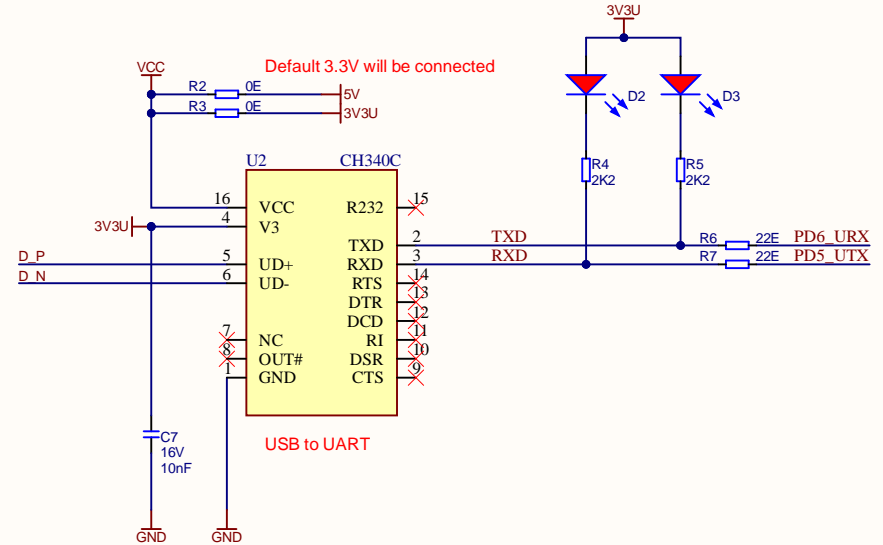 3V3U
VCC
Default 3.3V will be connected
R2 0E 5V
R3 0E 3V3U
D2
D3
R4
2K2
R5
2K2
U2 CH340C
16 VCC
R232 15
3V3U
4 V3
TXD 2 TXD R6 22E PD6_URX
D_P 5 UD+
RXD 3 RXD R7 22E PD5_UTX
D_N 6 UD-
RTS 14
DTR 13
DCD 12
7 NC
RI 11
8 OUT#
DSR 10
1 GND
CTS 9
C7
16V
10nF
USB to UART
GND
GND